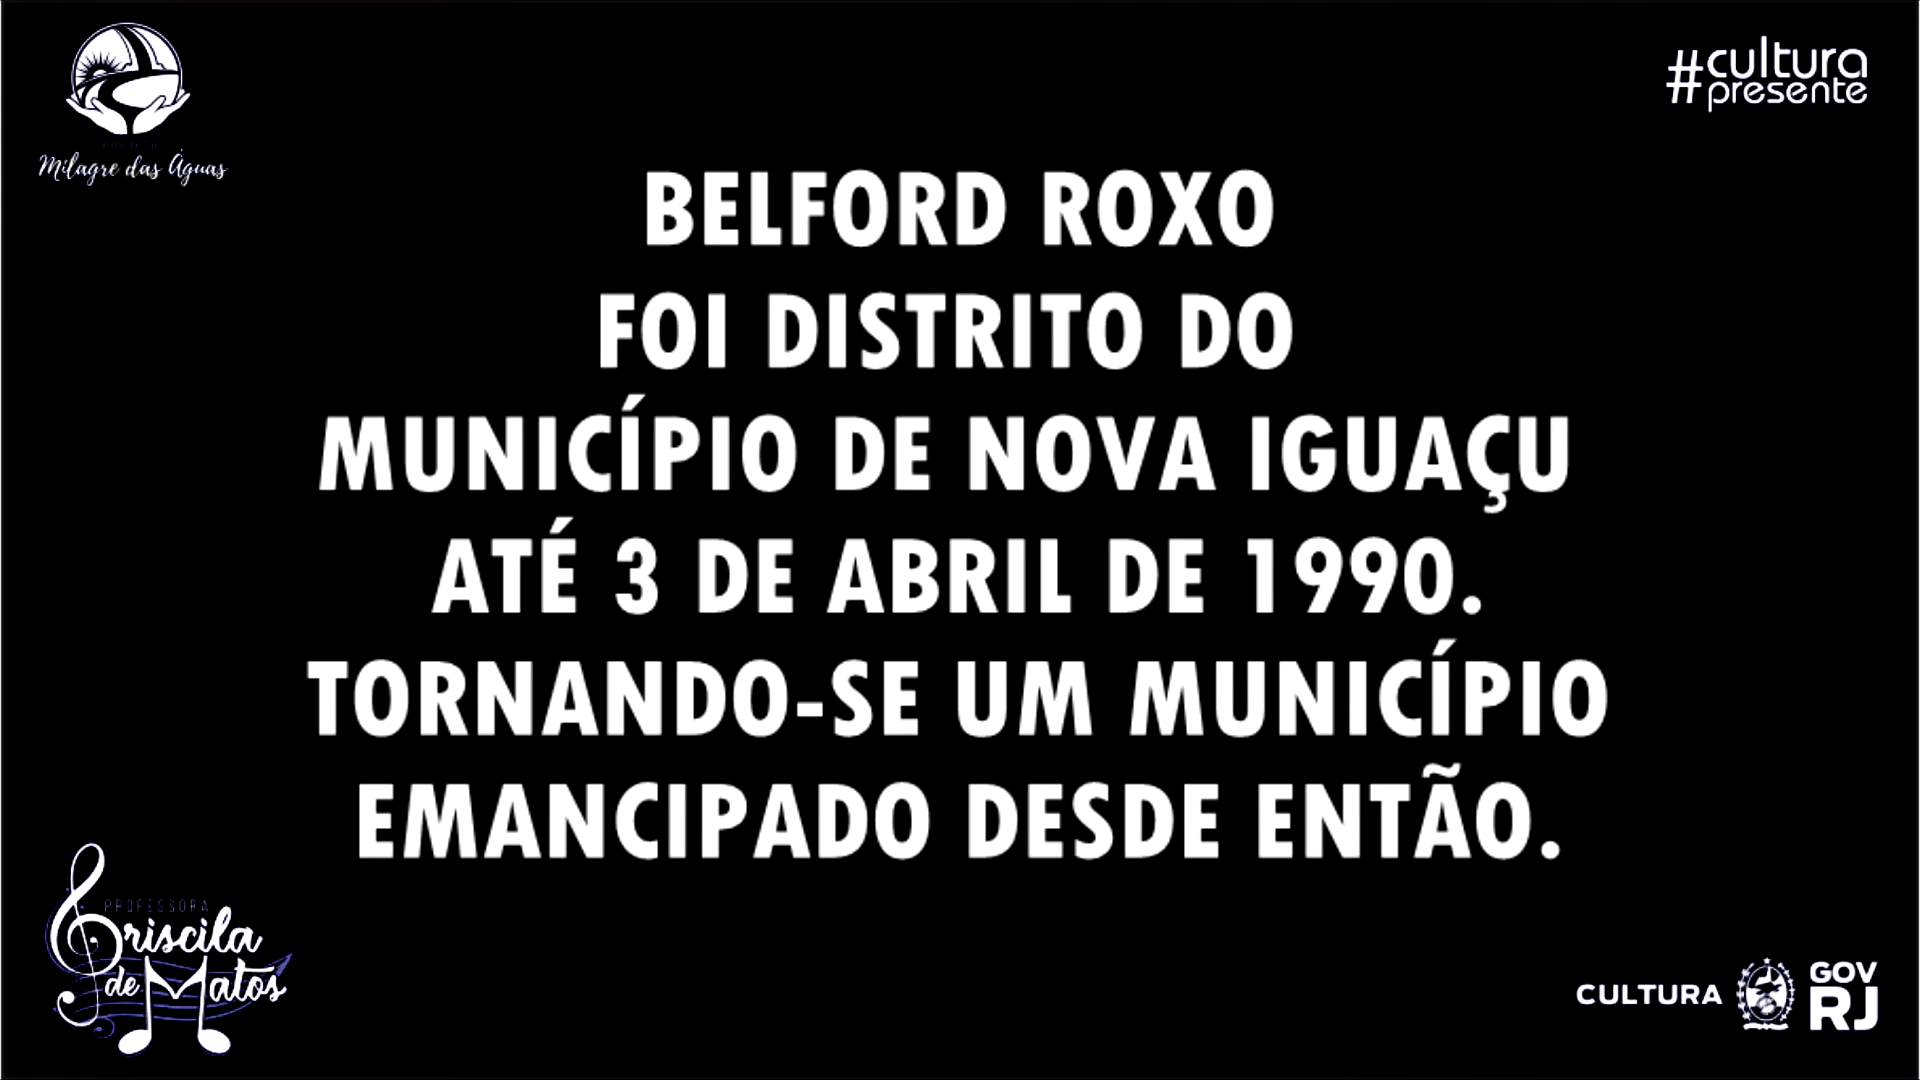 Milagre das Águas
#cultura
presente
BELFORD ROXO
FOI DISTRITO DO
MUNICÍPIO DE NOVA IGUAÇU
ATÉ 3 DE ABRIL DE 1990.
TORNANDO-SE UM MUNICÍPIO
EMANCIPADO DESDE ENTÃO.
PROFESSORA
Priscila
de Matos
CULTURA
GOV
RJ